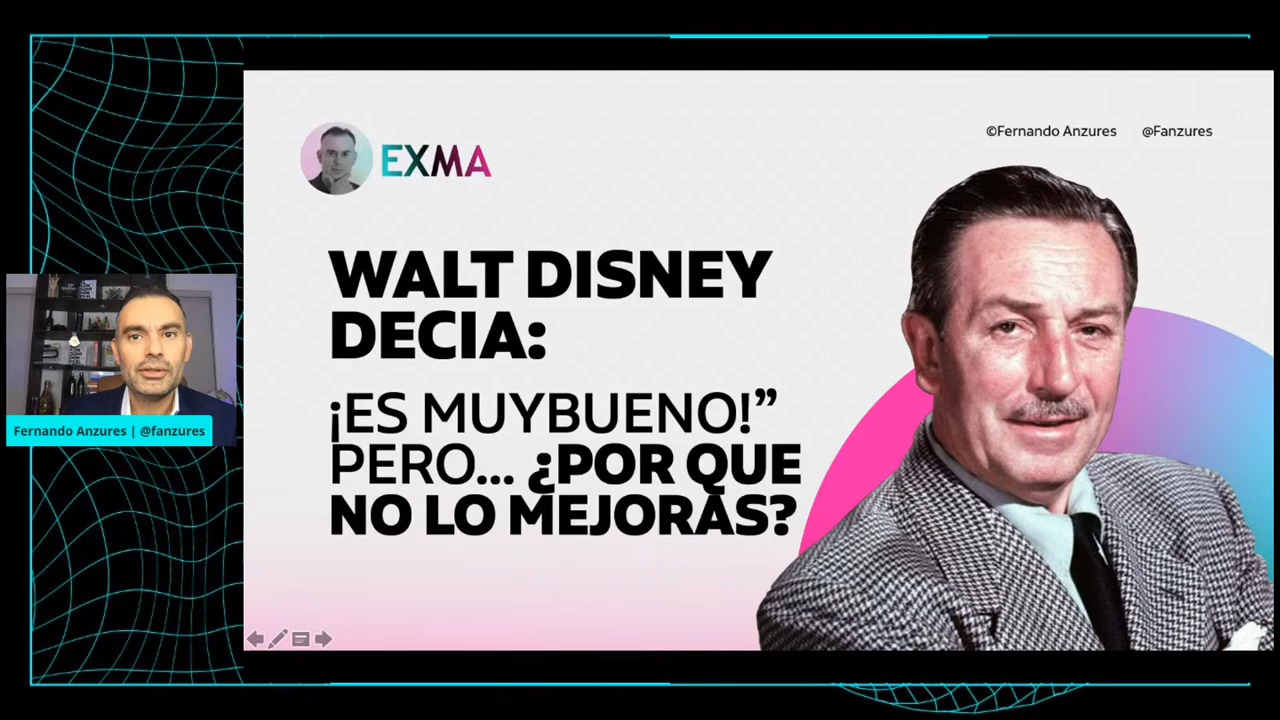 EXMA
©Fernando Anzures @Fanzures
WALT DISNEY
DECIA:
¡ES MUYBUENO!”
PERO... ¿POR QUE
NO LO MEJORAS?
Fernando Anzures | @fanzures